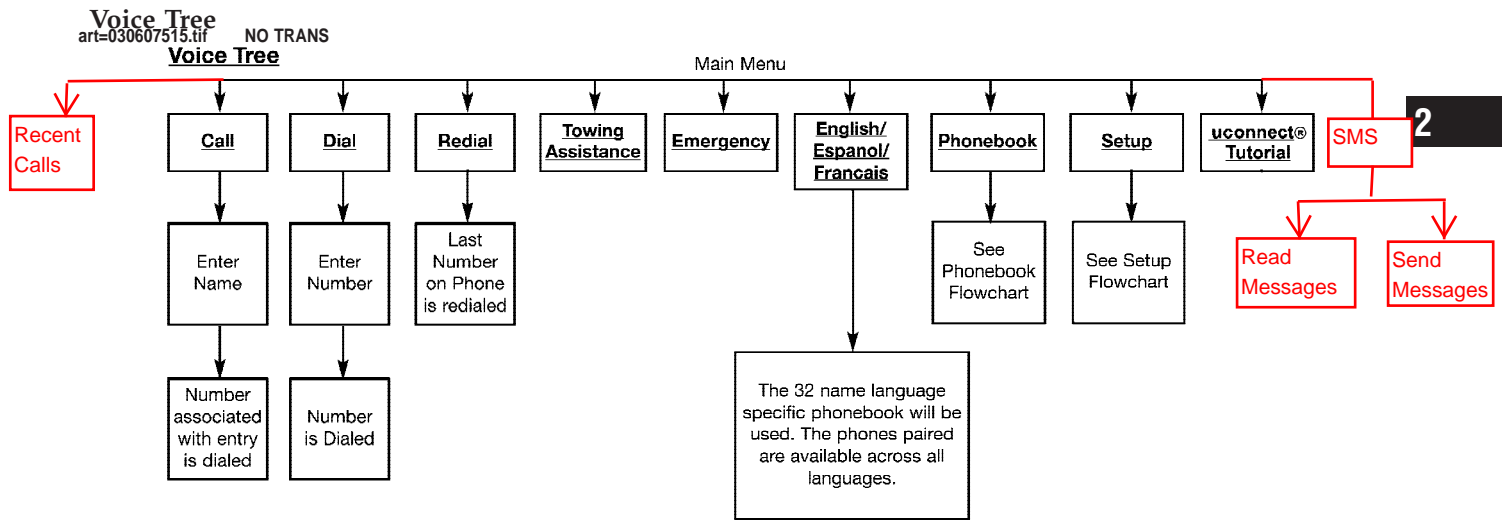 Voice Tree
art=030607515.tif NO TRANS
Voice Tree
Main Menu
2
Recent
Calls
Call
Dial
Redial
Towing
Assistance
Emergency
English/
Espanol/
Francais
Phonebook
Setup
uconnect®
Tutorial
SMS
Enter
Name
Enter
Number
Last
Number
on Phone
is redialed
See
Phonebook
Flowchart
See Setup
Flowchart
Read
Messages
Send
Messages
Number
associated
with entry
is dialed
Number
is Dialed
The 32 name language
specific phonebook will be
used. The phones paired
are available across all
languages.